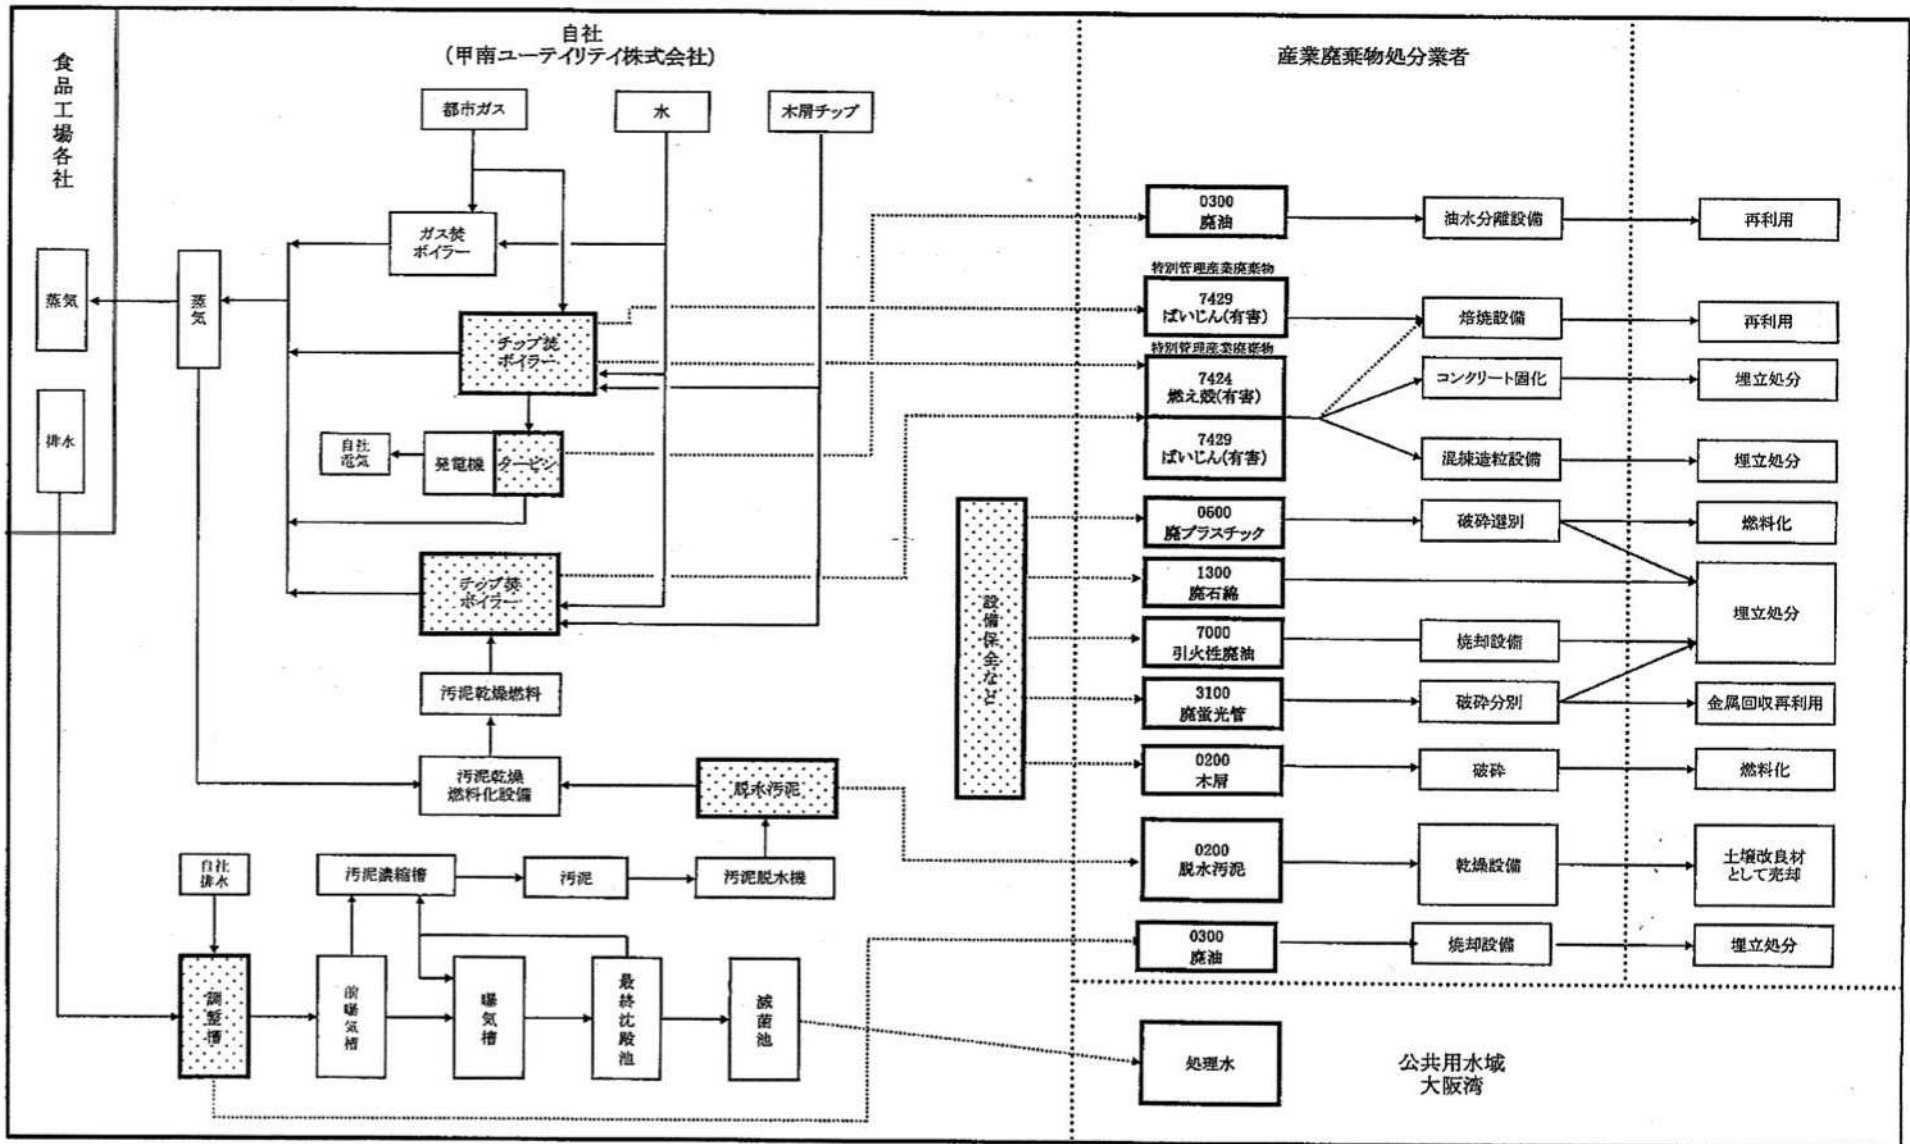 食品工場各社
自社
(甲南ユーテイリテイ株式会社)
産業廃棄物処分業者
都市ガス
水
木屑チップ
ガス焚
ボイラー
蒸気
蒸気
排水
チップ焚
ボイラー
自社
電気
発電機
タービン
チップ焚
ボイラー
汚泥乾燥燃料
汚泥乾燥
燃料化設備
脱水汚泥
自社
排水
汚泥濃縮槽
汚泥
汚泥脱水機
調整槽
前曝気槽
曝気槽
最終沈殿池
滅菌池
設備保全など
0300
廃油
油水分離設備
再利用
特別管理産業廃棄物
7429
ばいじん(有害)
焙焼設備
再利用
特別管理産業廃棄物
7424
燃え殻(有害)
コンクリート固化
埋立処分
7429
ばいじん(有害)
混練造粒設備
埋立処分
0600
廃プラスチック
破砕選別
燃料化
1300
廃石綿
埋立処分
7000
引火性廃油
焼却設備
3100
廃蛍光管
破砕分別
金属回収再利用
0200
木屑
破砕
燃料化
0200
脱水汚泥
乾燥設備
土壌改良材
として売却
0300
廃油
焼却設備
埋立処分
処理水
公共用水域
大阪湾